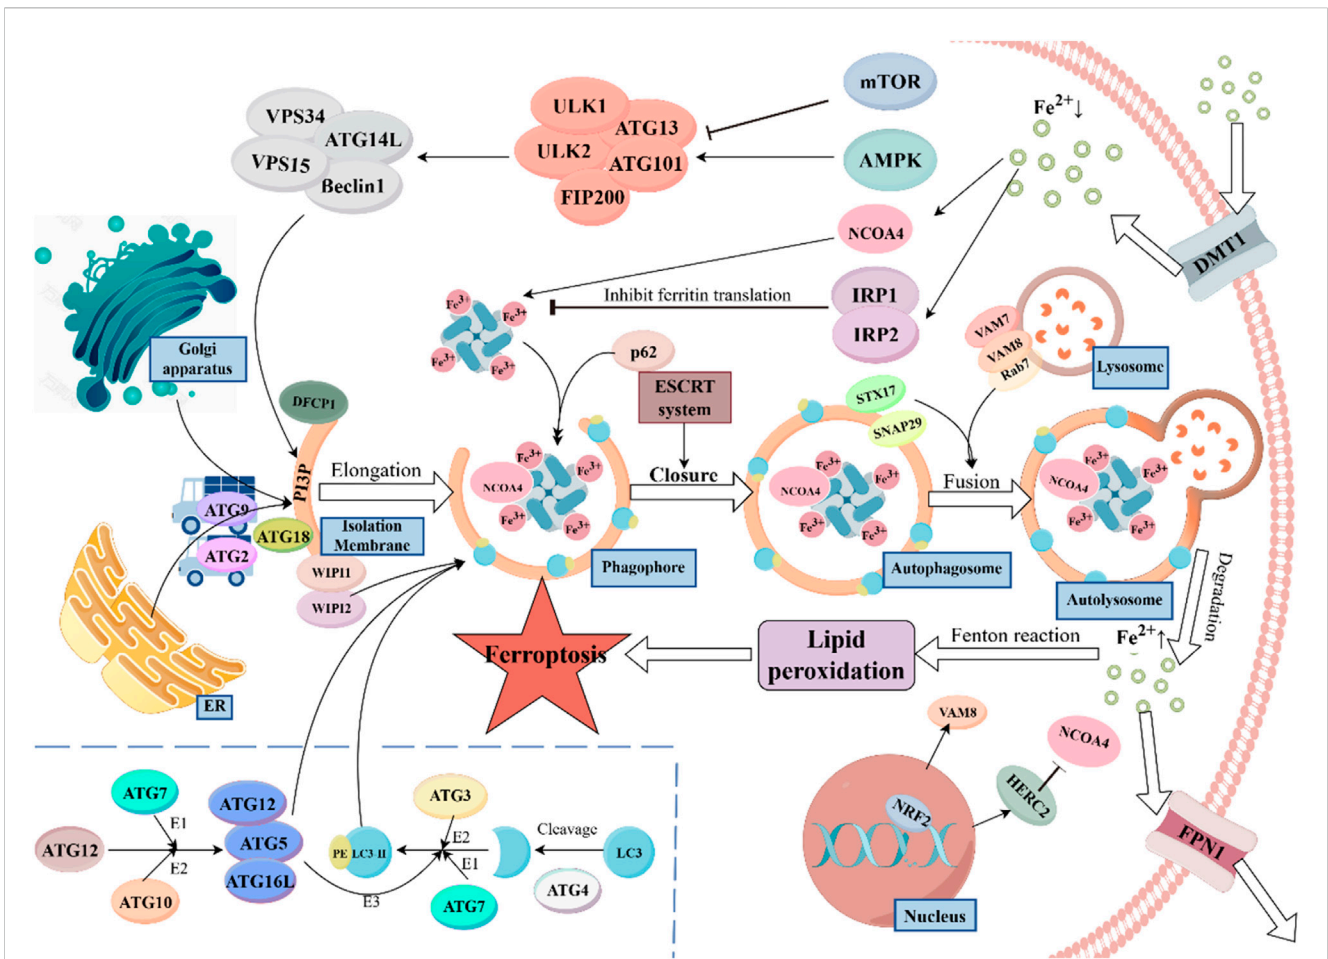 mTOR
Fe2+↓
ULK1
VPS34
ATG13
ATG14L
ULK2
VPS15
ATG101
AMPK
Beclin1
FIP200
NCOA4
DMT1
Inhibit ferritin translation
IRP1
IRP2
Fe3+
Fe3+
Fe3+
Fe3+
Golgi
apparatus
p62
VAM7
VAM8
Rab7
Lysosome
ESCRT
system
STX17
SNAP29
DFCP1
PI3P
Elongation
Closure
Fusion
NCOA4
Fe3+
Fe3+
Fe3+
Fe3+
NCOA4
Fe3+
Fe3+
Fe3+
Fe3+
NCOA4
Fe3+
Fe3+
Fe3+
Fe3+
ATG9
ATG18
ATG2
Isolation
Membrane
WIPI1
WIPI2
Phagophore
Autophagosome
Autolysosome
Degradation
Ferroptosis
Lipid
peroxidation
Fenton reaction
Fe2+↑
ER
VAM8
NCOA4
HERC2
NRF2
Nucleus
FPN1
ATG7
E1
ATG12
E2
ATG10
ATG12
ATG5
ATG16L
E3
PE
LC3-II
ATG3
E2
E1
ATG7
Cleavage
LC3
ATG4